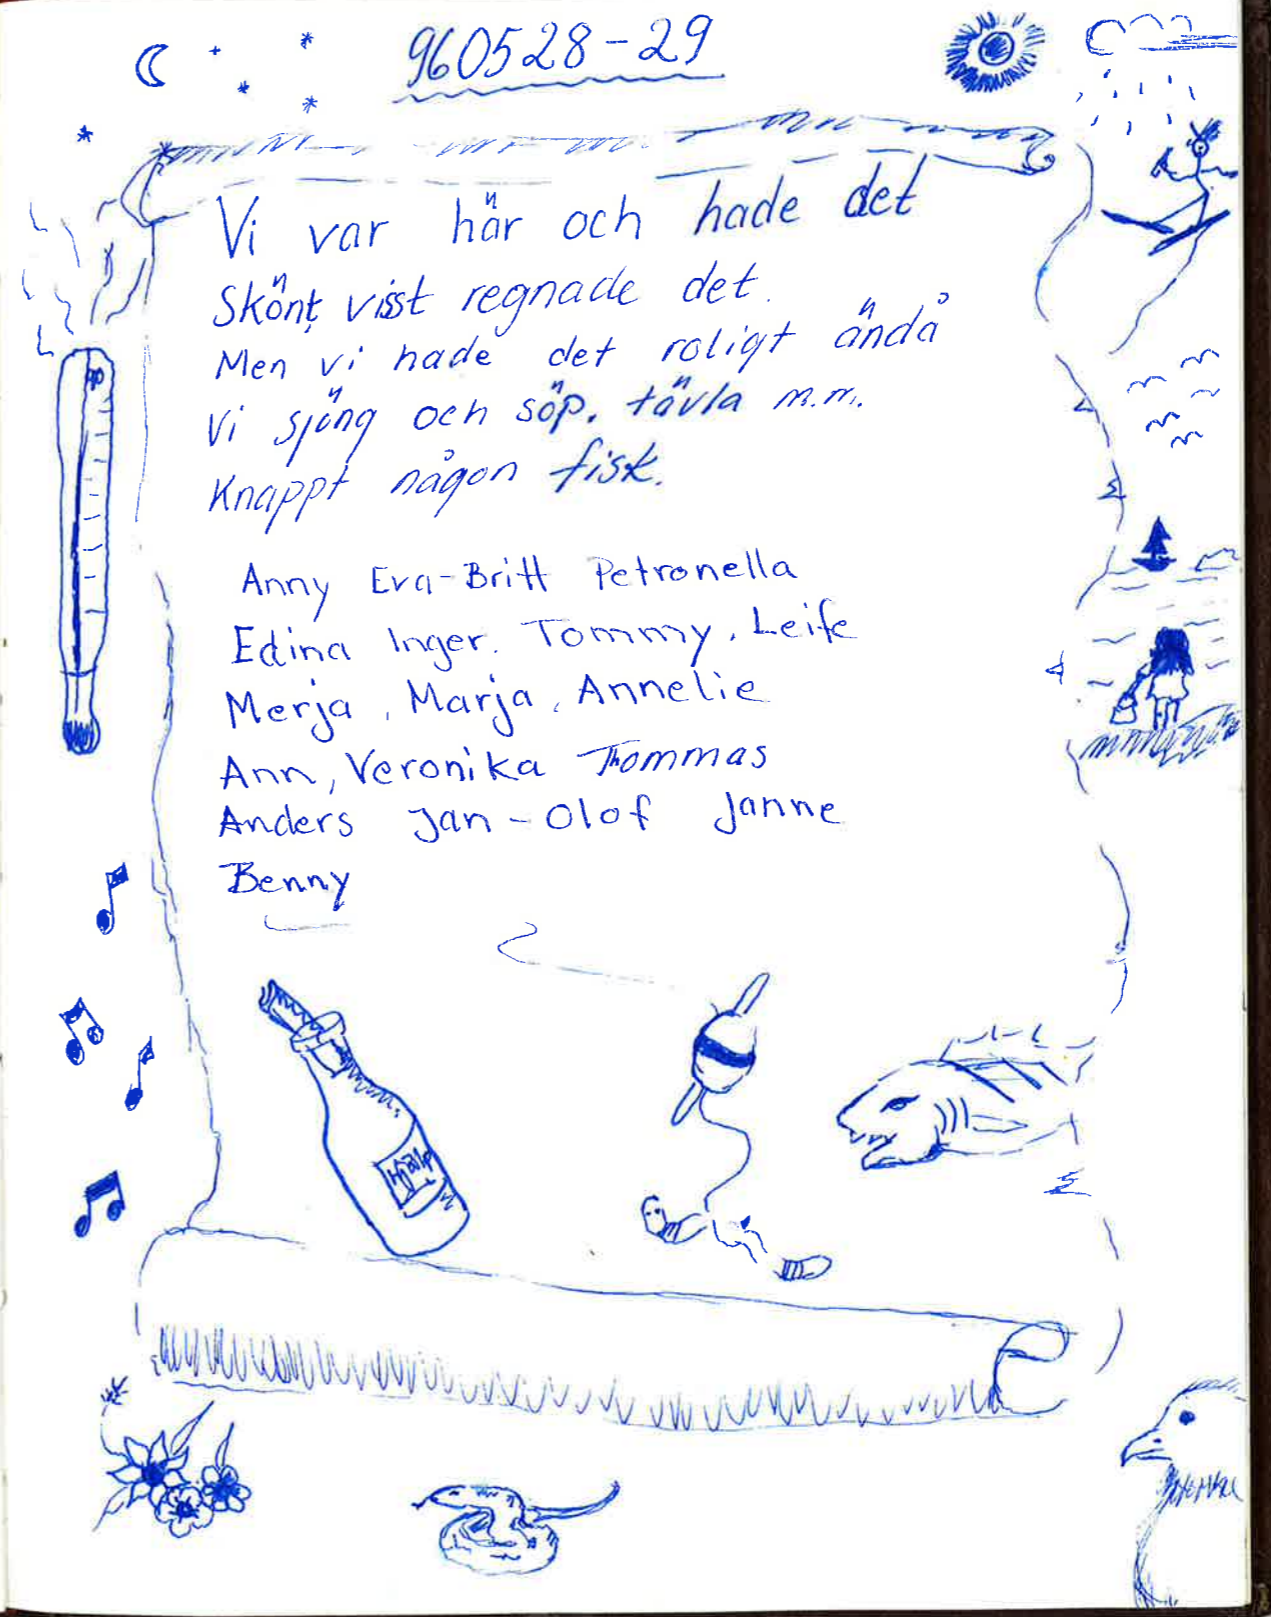 960528-29
Vi var här och hade det
Skönt, visst regnade det.
Men vi hade det roligt ändå
Vi sjöng och söp. tävla m.m.
Knappt någon fisk.
Anny Eva-Britt Petronella
Edina Inger. Tommy, Leife
Merja, Marja, Annelie
Ann, Veronika Thommas
Anders Jan-Olof Janne
Benny
Hjälp